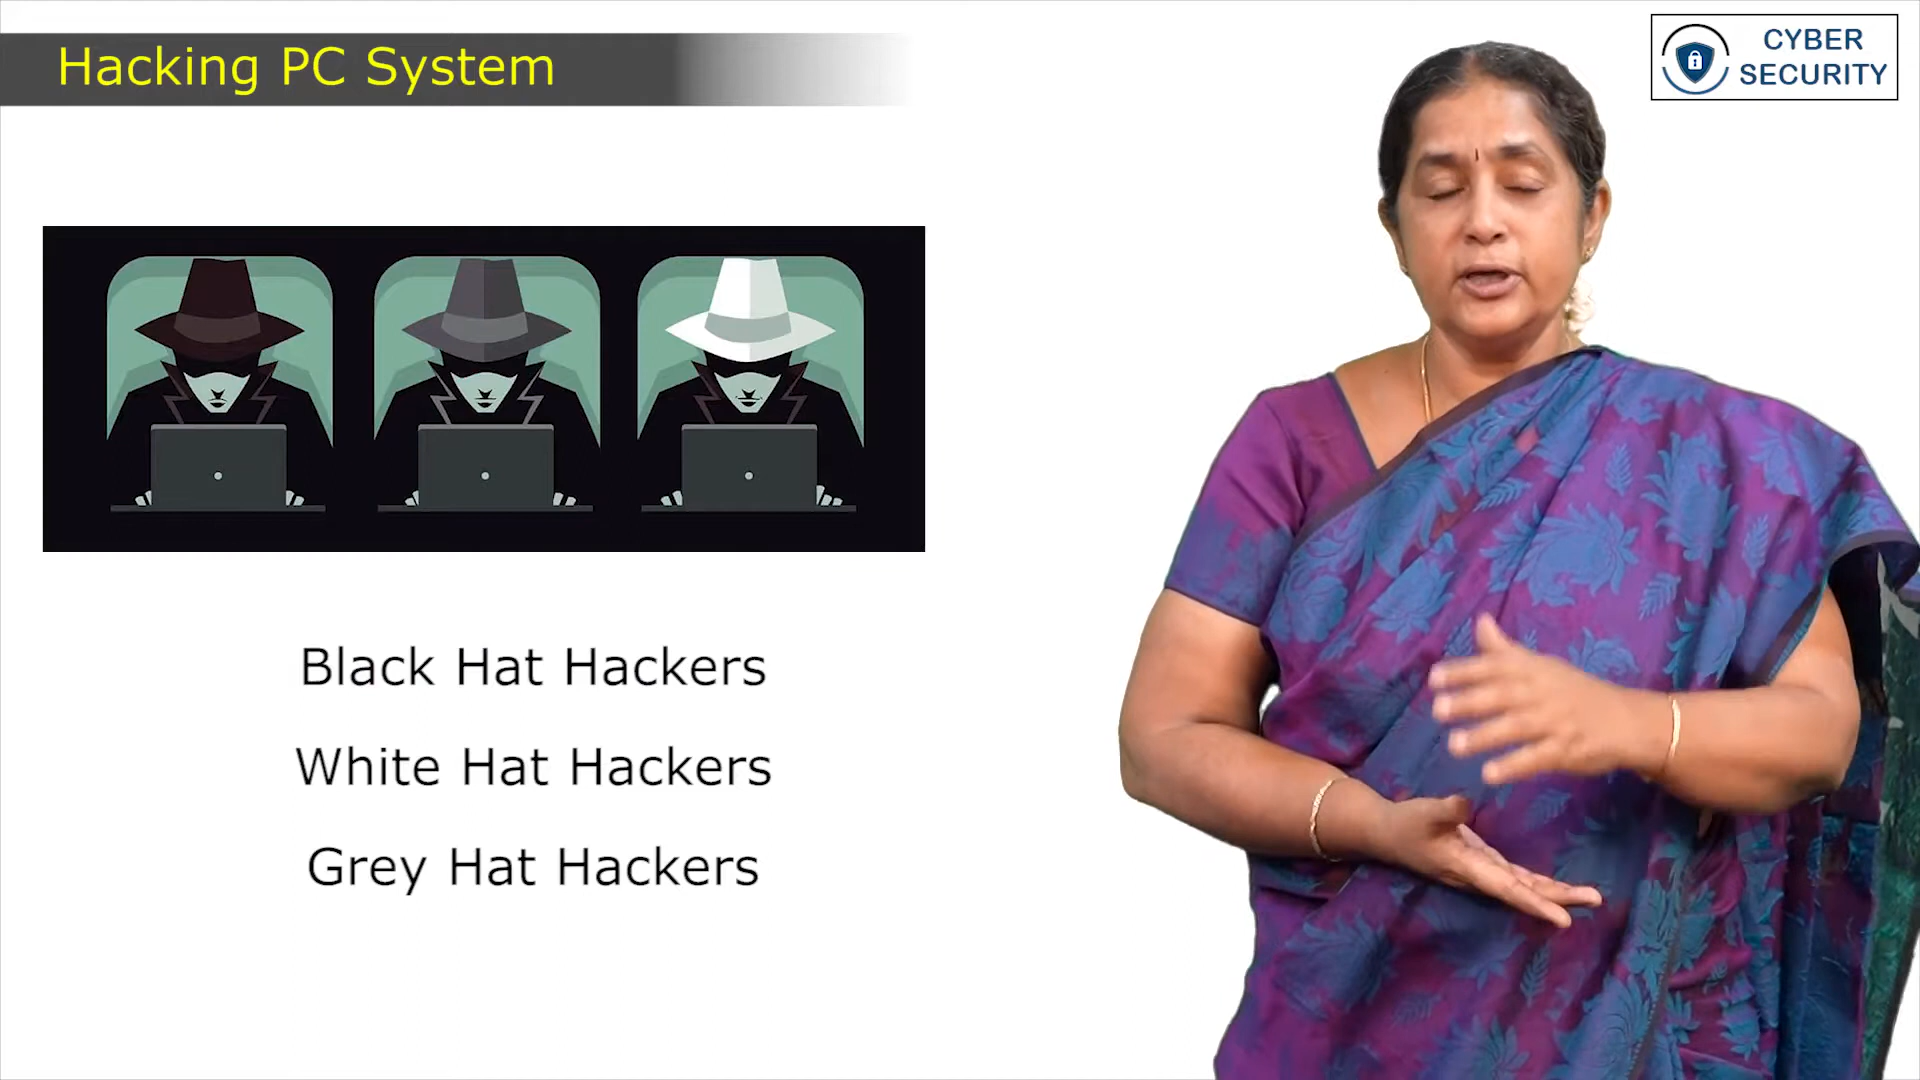 Hacking PC System
CYBER
SECURITY
Black Hat Hackers
White Hat Hackers
Grey Hat Hackers